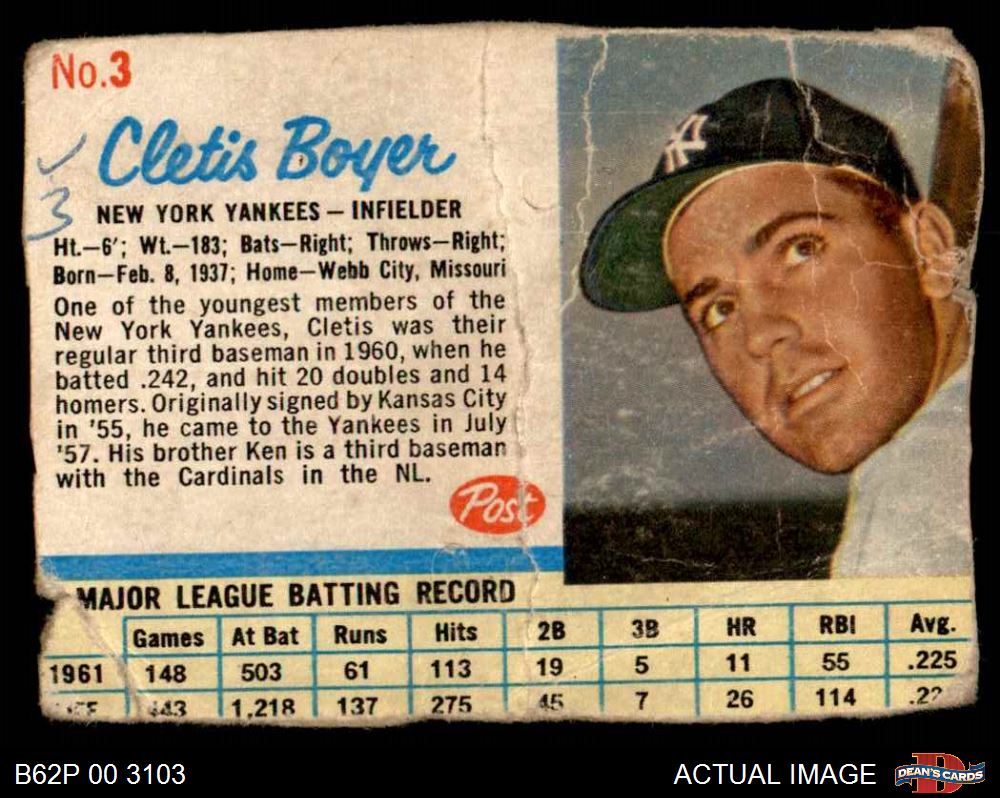 No.3
Cletis Boyer
3
NEW YORK YANKEES – INFIELDER
Ht.—6'; Wt.—183; Bats—Right; Throws—Right;
Born—Feb. 8, 1937; Home—Webb City, Missouri
One of the youngest members of the
New York Yankees, Cletis was their
regular third baseman in 1960, when he
batted .242, and hit 20 doubles and 14
homers. Originally signed by Kansas City
in '55, he came to the Yankees in July
'57. His brother Ken is a third baseman
with the Cardinals in the NL.
Post
NY
MAJOR LEAGUE BATTING RECORD
Games At Bat Runs Hits 2B 3B HR RBI Avg.
1961 148 503 61 113 19 5 11 55 .225
1,218 137 275 45 7 26 114
B62P 00 3103
ACTUAL IMAGE
DEAN'S CARDS